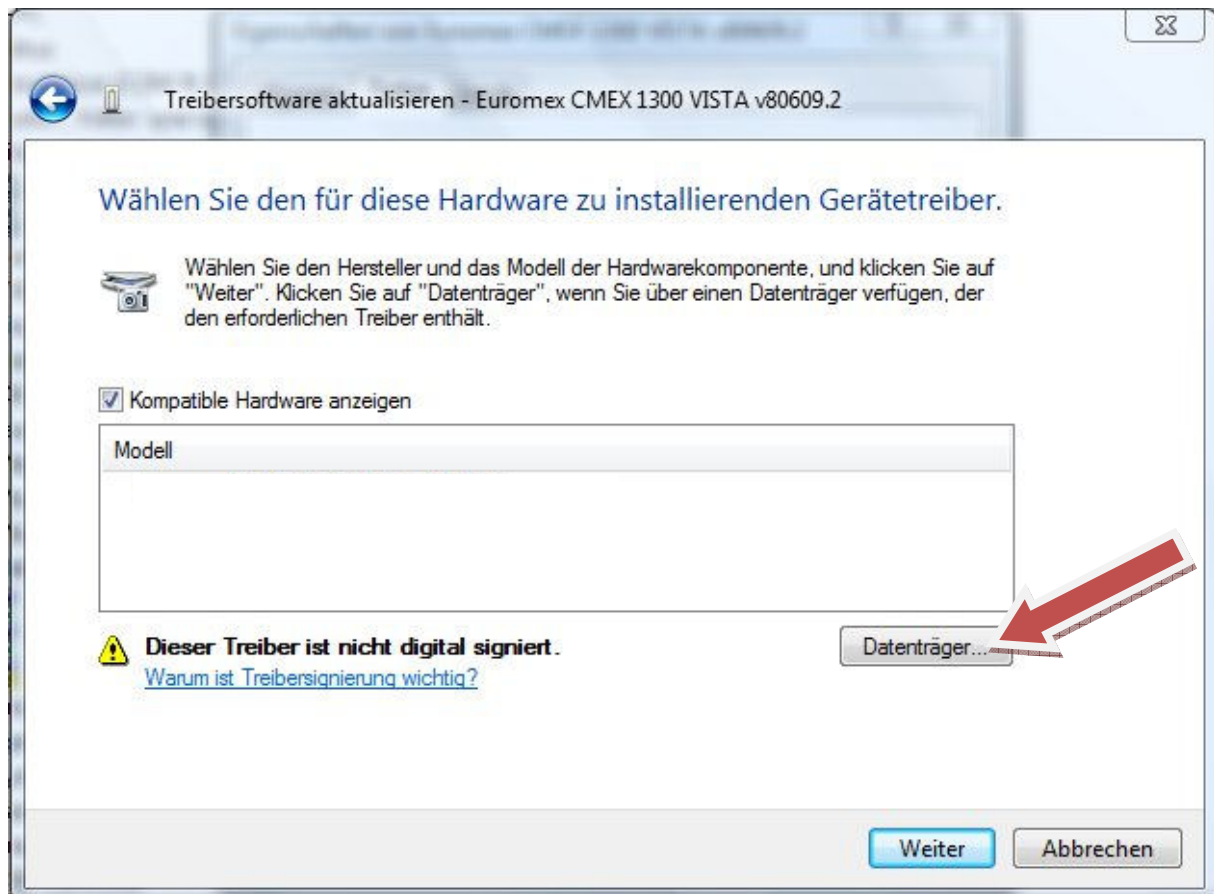 Treibersoftware aktualisieren - Euromex CMEX 1300 VISTA v80609.2
Wählen Sie den für diese Hardware zu installierenden Gerätetreiber.
Wählen Sie den Hersteller und das Modell der Hardwarekomponente, und klicken Sie auf
"Weiter". Klicken Sie auf "Datenträger", wenn Sie über einen Datenträger verfügen, der
den erforderlichen Treiber enthält.
Kompatible Hardware anzeigen
Modell
Dieser Treiber ist nicht digital signiert.
Datenträger...
Warum ist Treibersignierung wichtig?
Weiter
Abbrechen